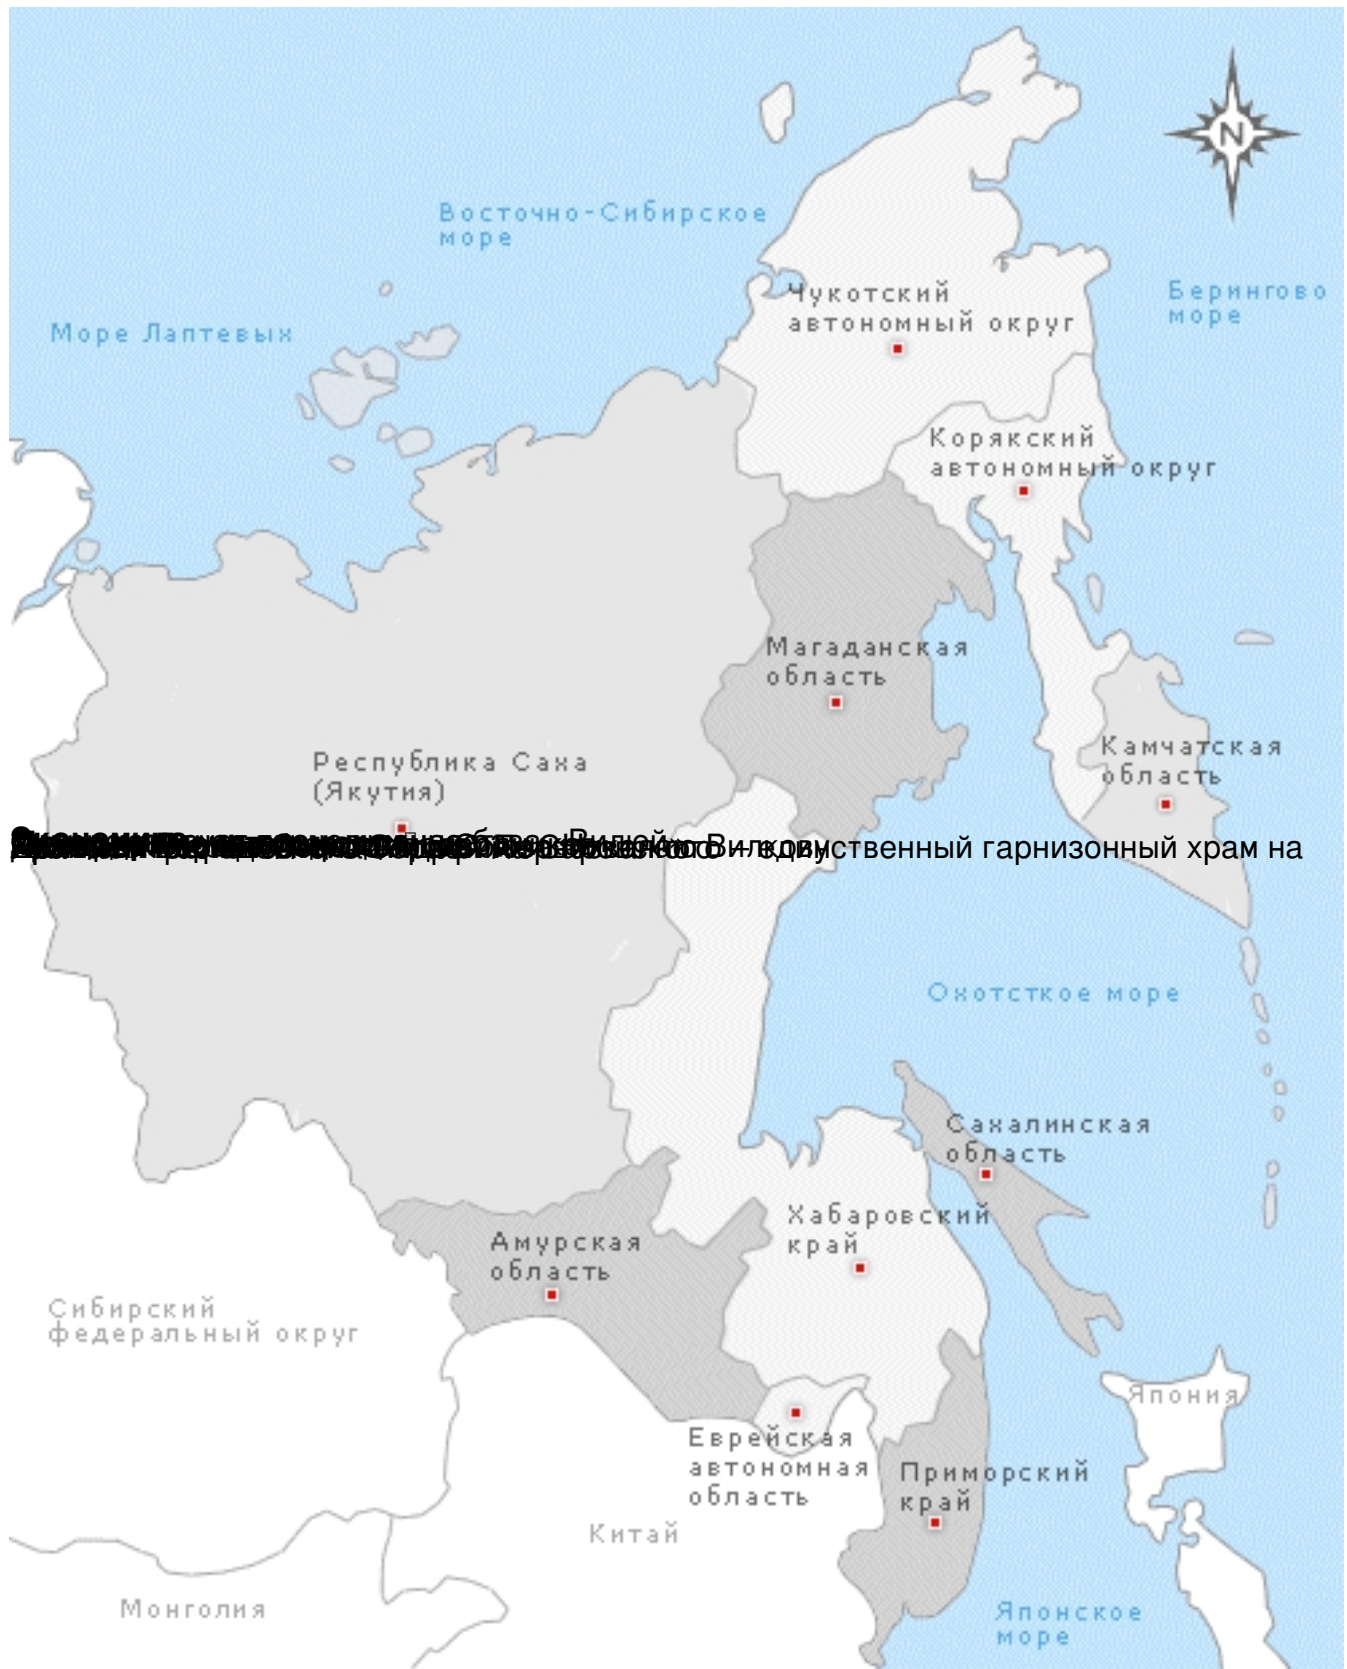 N
Восточно-Сибирское
море
Берингово
море
Море Лаптевых
Чукотский
автономный округ
Корякский
автономный округ
Магаданская
область
Камчатская
область
Республика Саха
(Якутия)
единственный гарнизонный храм на
Охотсткое море
Сахалинская
область
Хабаровский
край
Амурская
область
Сибирский
федеральный округ
Япония
Еврейская
автономная
область
Приморский
край
Китай
Монголия
Японское
море